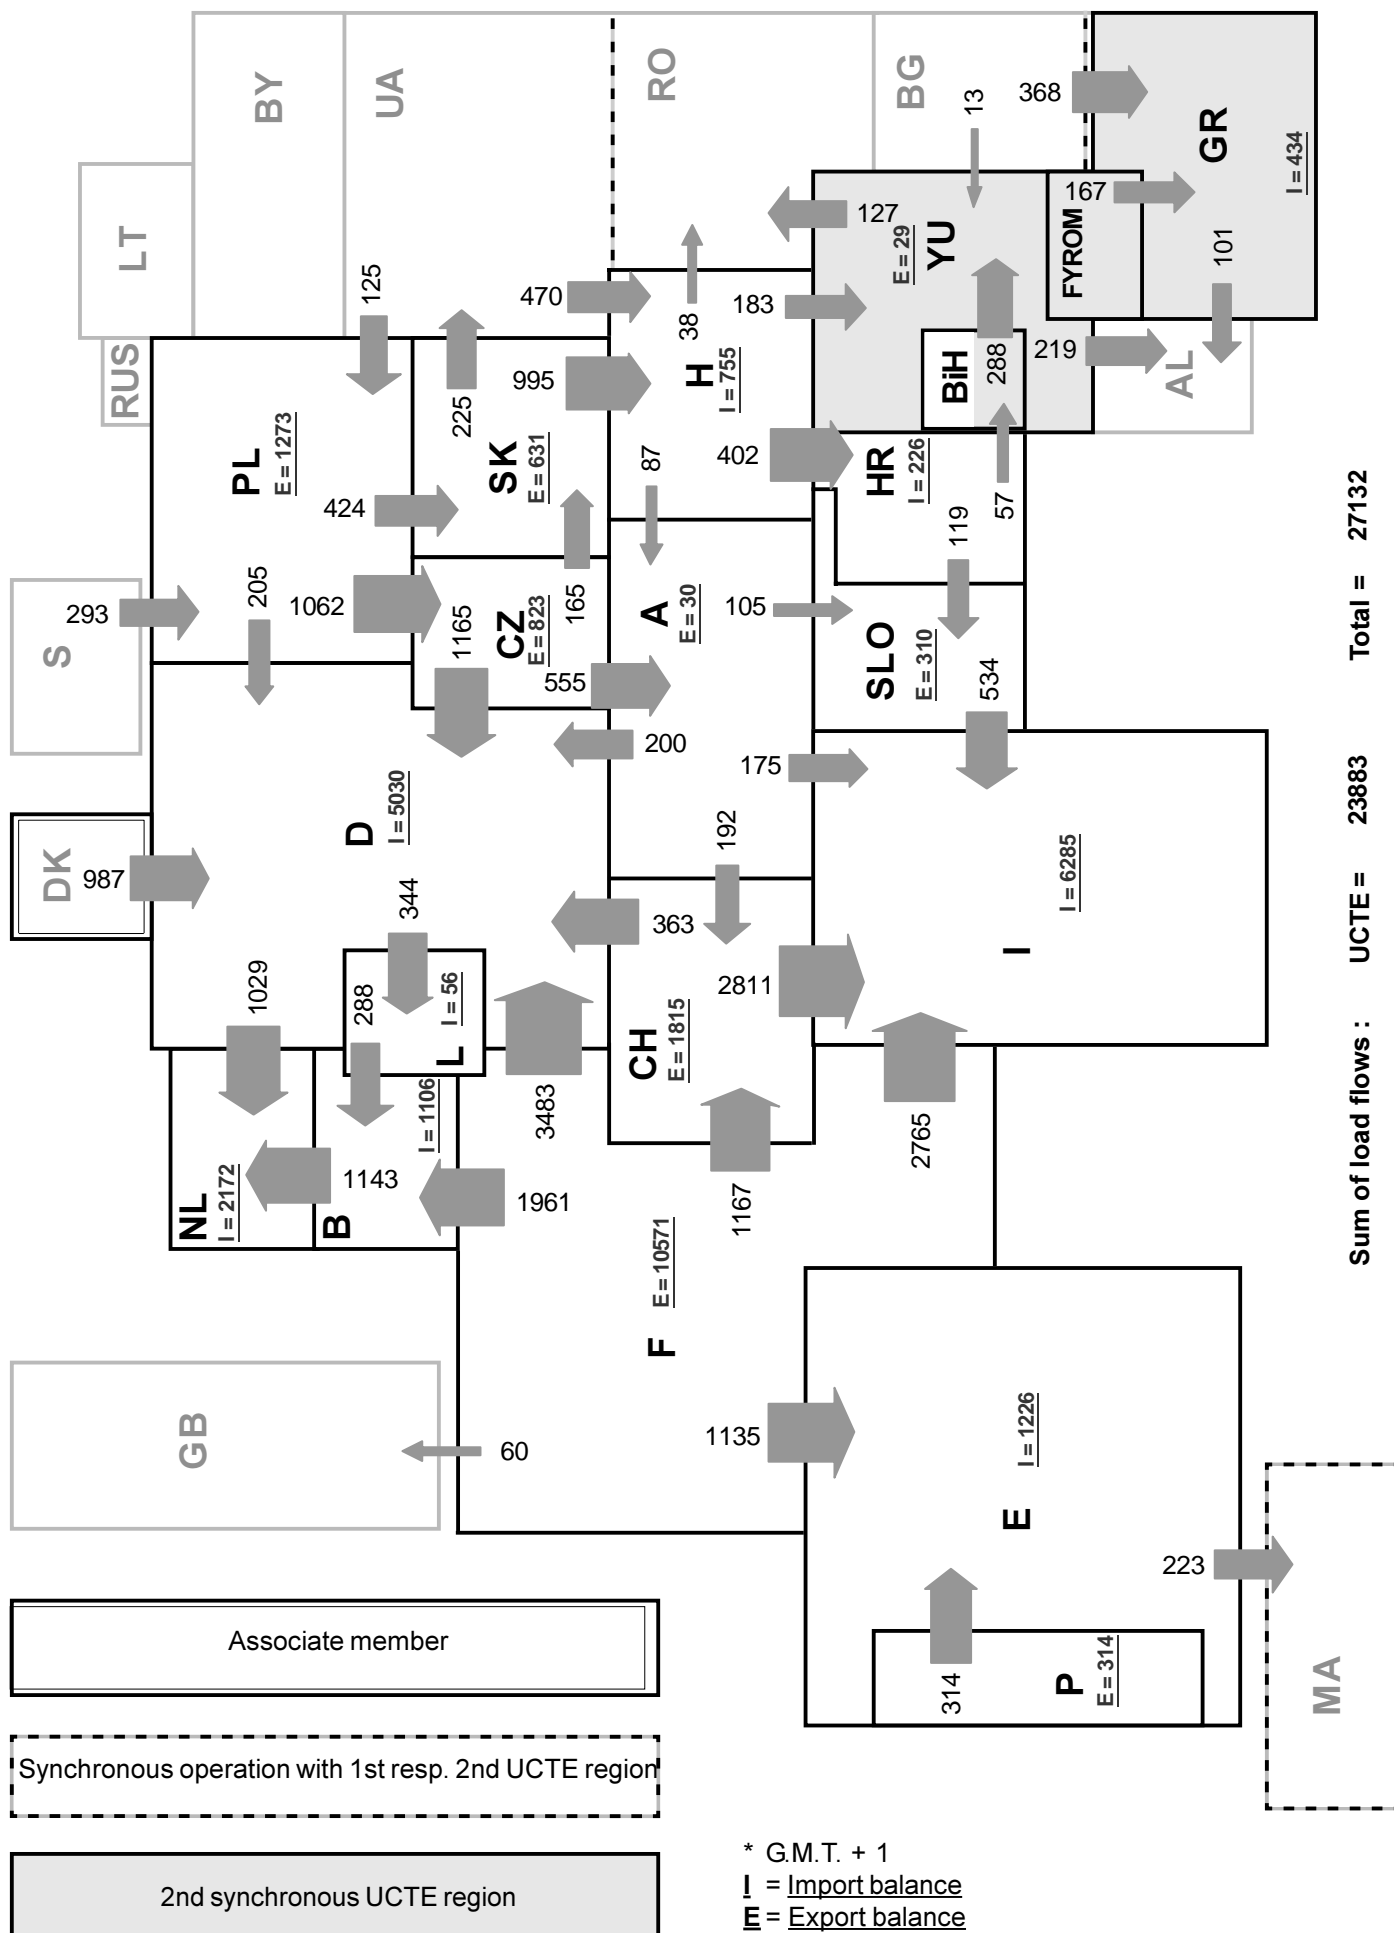 BY
UA
RO
BG
13
368
GR
I = 434
LT
RUS
125
470
38
183
127
E = 29
YU
FYROM
167
101
PL
E = 1273
225
995
H
I = 755
BiH
288
219
AL
SK
E = 631
424
87
402
HR
I = 226
57
119
S
293
205
1062
1165
CZ
E = 823
165
555
A
E = 30
105
SLO
E = 310
534
DK
987
D
I = 5030
344
200
192
175
I
I = 6285
1029
288
L
I = 56
363
2811
CH
E = 1815
NL
I = 2172
B
I = 1106
1143
1961
3483
1167
2765
F
E = 10571
GB
60
1135
E
I = 1226
223
MA
314
P
E = 314
Sum of load flows : UCTE = 23883 Total = 27132
Associate member
Synchronous operation with 1st resp. 2nd UCTE region
2nd synchronous UCTE region
* G.M.T. + 1
I = Import balance
E = Export balance